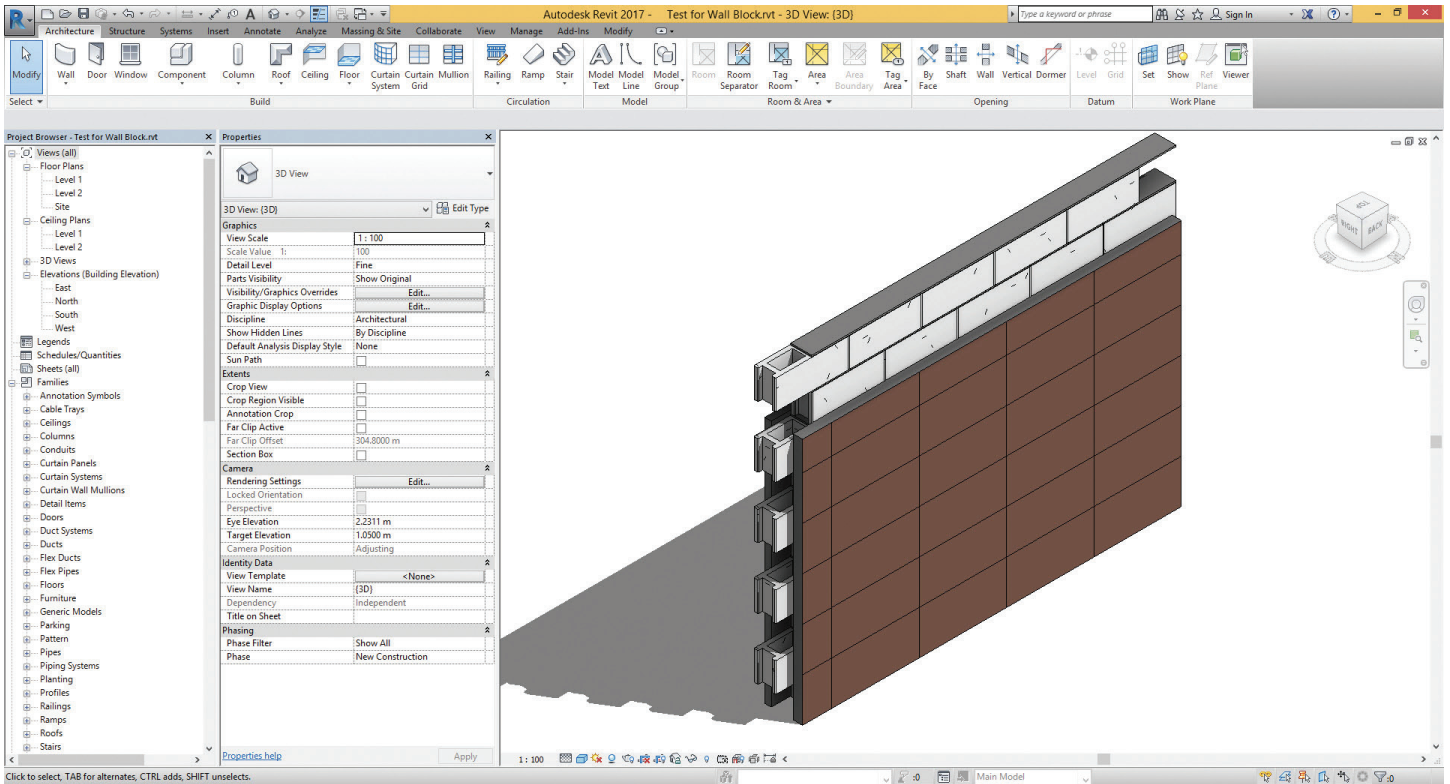 Autodesk Revit 2017 - Test for Wall Block.rvt - 3D View: {3D}
Type a keyword or phrase
Sign In
Architecture Structure Systems Insert Annotate Analyze Massing & Site Collaborate View Manage Add-Ins Modify
Modify Wall Door Window Component Column Roof Ceiling Floor Curtain System Curtain Grid Mullion Railing Ramp Stair Model Text Model Line Model Group Room Room Separator Tag Room Area Area Boundary Tag Area By Face Shaft Wall Vertical Dormer Level Grid Set Show Ref Plane Viewer
Select Build Circulation Model Room & Area Opening Datum Work Plane
Project Browser - Test for Wall Block.rvt
Views (all)
Floor Plans
Level 1
Level 2
Site
Ceiling Plans
Level 1
Level 2
3D Views
Elevations (Building Elevation)
East
North
South
West
Legends
Schedules/Quantities
Sheets (all)
Families
Annotation Symbols
Cable Trays
Ceilings
Columns
Conduits
Curtain Panels
Curtain Systems
Curtain Wall Mullions
Detail Items
Doors
Duct Systems
Ducts
Flex Ducts
Flex Pipes
Floors
Furniture
Generic Models
Parking
Pattern
Pipes
Piping Systems
Planting
Profiles
Railings
Ramps
Roofs
Stairs
Properties
3D View
3D View: {3D} Edit Type
Graphics
View Scale 1 : 100
Scale Value 1: 100
Detail Level Fine
Parts Visibility Show Original
Visibility/Graphics Overrides Edit...
Graphic Display Options Edit...
Discipline Architectural
Show Hidden Lines By Discipline
Default Analysis Display Style None
Sun Path
Extents
Crop View
Crop Region Visible
Annotation Crop
Far Clip Active
Far Clip Offset 304.8000 m
Section Box
Camera
Rendering Settings Edit...
Locked Orientation
Perspective
Eye Elevation 2.2311 m
Target Elevation 1.0500 m
Camera Position Adjusting
Identity Data
View Template <None>
View Name {3D}
Dependency Independent
Title on Sheet
Phasing
Phase Filter Show All
Phase New Construction
Properties help Apply
TOP
RIGHT BACK
1 : 100
Click to select, TAB for alternates, CTRL adds, SHIFT unselects.
:0 Main Model :0